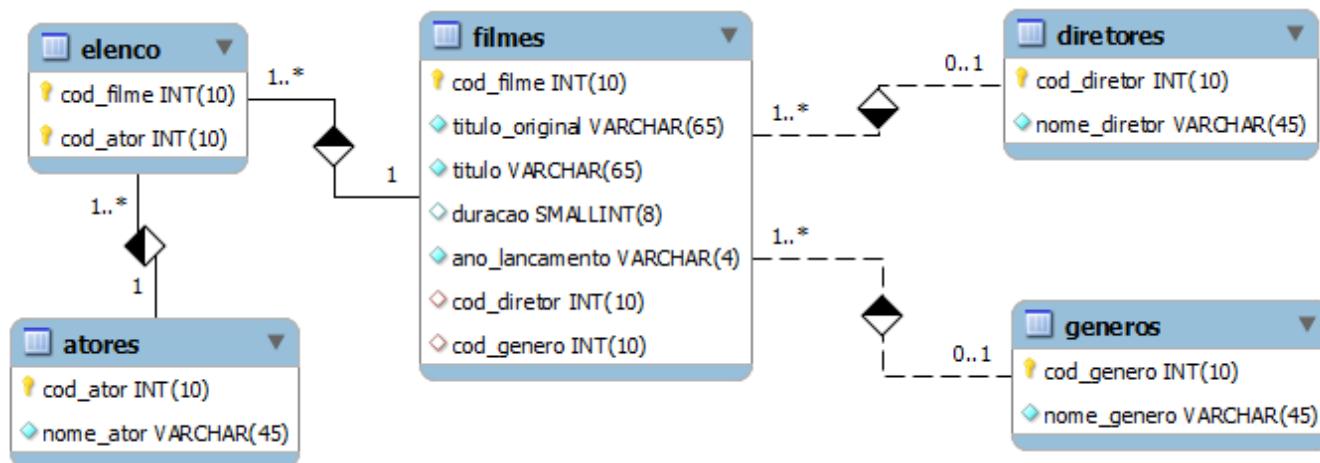 elenco
cod_filme INT(10)
cod_ator INT(10)
1..*
1
1..*
1
atores
cod_ator INT(10)
nome_ator VARCHAR(45)
filmes
cod_filme INT(10)
titulo_original VARCHAR(65)
titulo VARCHAR(65)
duracao SMALLINT(8)
ano_lancamento VARCHAR(4)
cod_diretor INT(10)
cod_genero INT(10)
1..*
0..1
1..*
0..1
diretores
cod_diretor INT(10)
nome_diretor VARCHAR(45)
generos
cod_genero INT(10)
nome_genero VARCHAR(45)